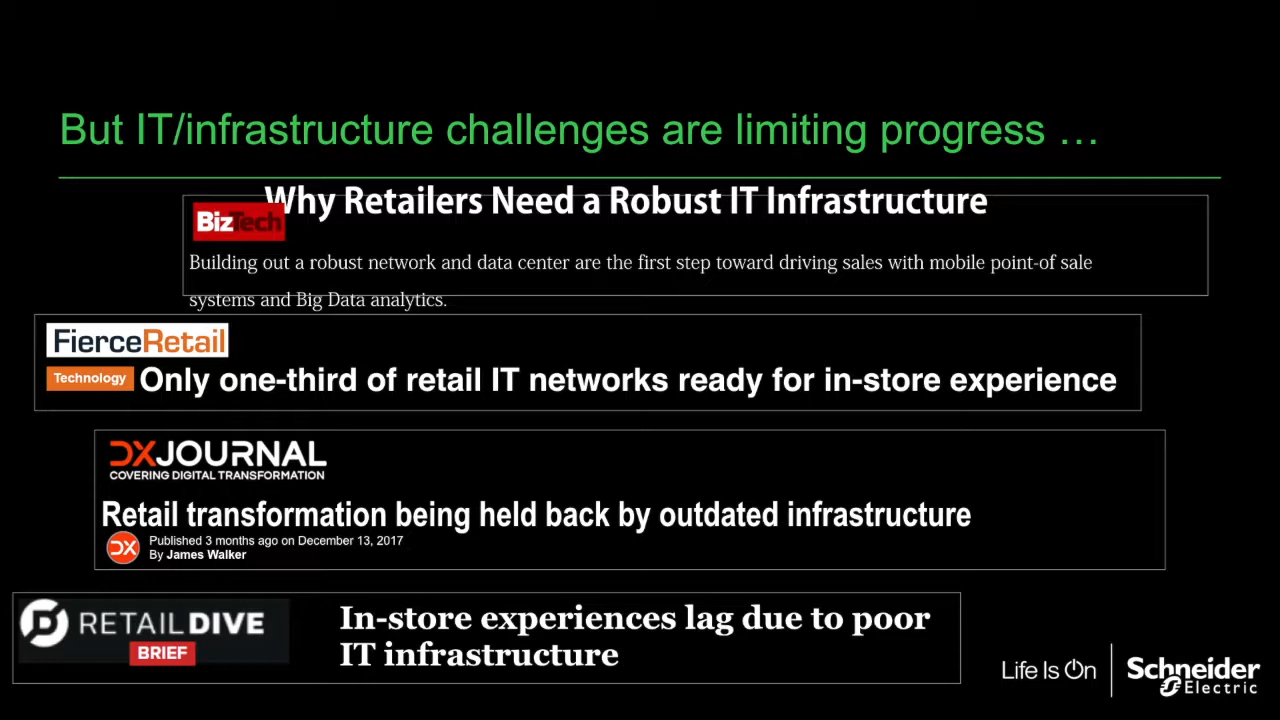 But IT/infrastructure challenges are limiting progress …
Why Retailers Need a Robust IT Infrastructure
BizTech
Building out a robust network and data center are the first step toward driving sales with mobile point-of sale
systems and Big Data analytics.
FierceRetail
Technology Only one-third of retail IT networks ready for in-store experience
DXJOURNAL
COVERING DIGITAL TRANSFORMATION
Retail transformation being held back by outdated infrastructure
DX
Published 3 months ago on December 13, 2017
By James Walker
RETAIL DIVE
BRIEF
In-store experiences lag due to poor
IT infrastructure
Life Is On
Schneider
Electric